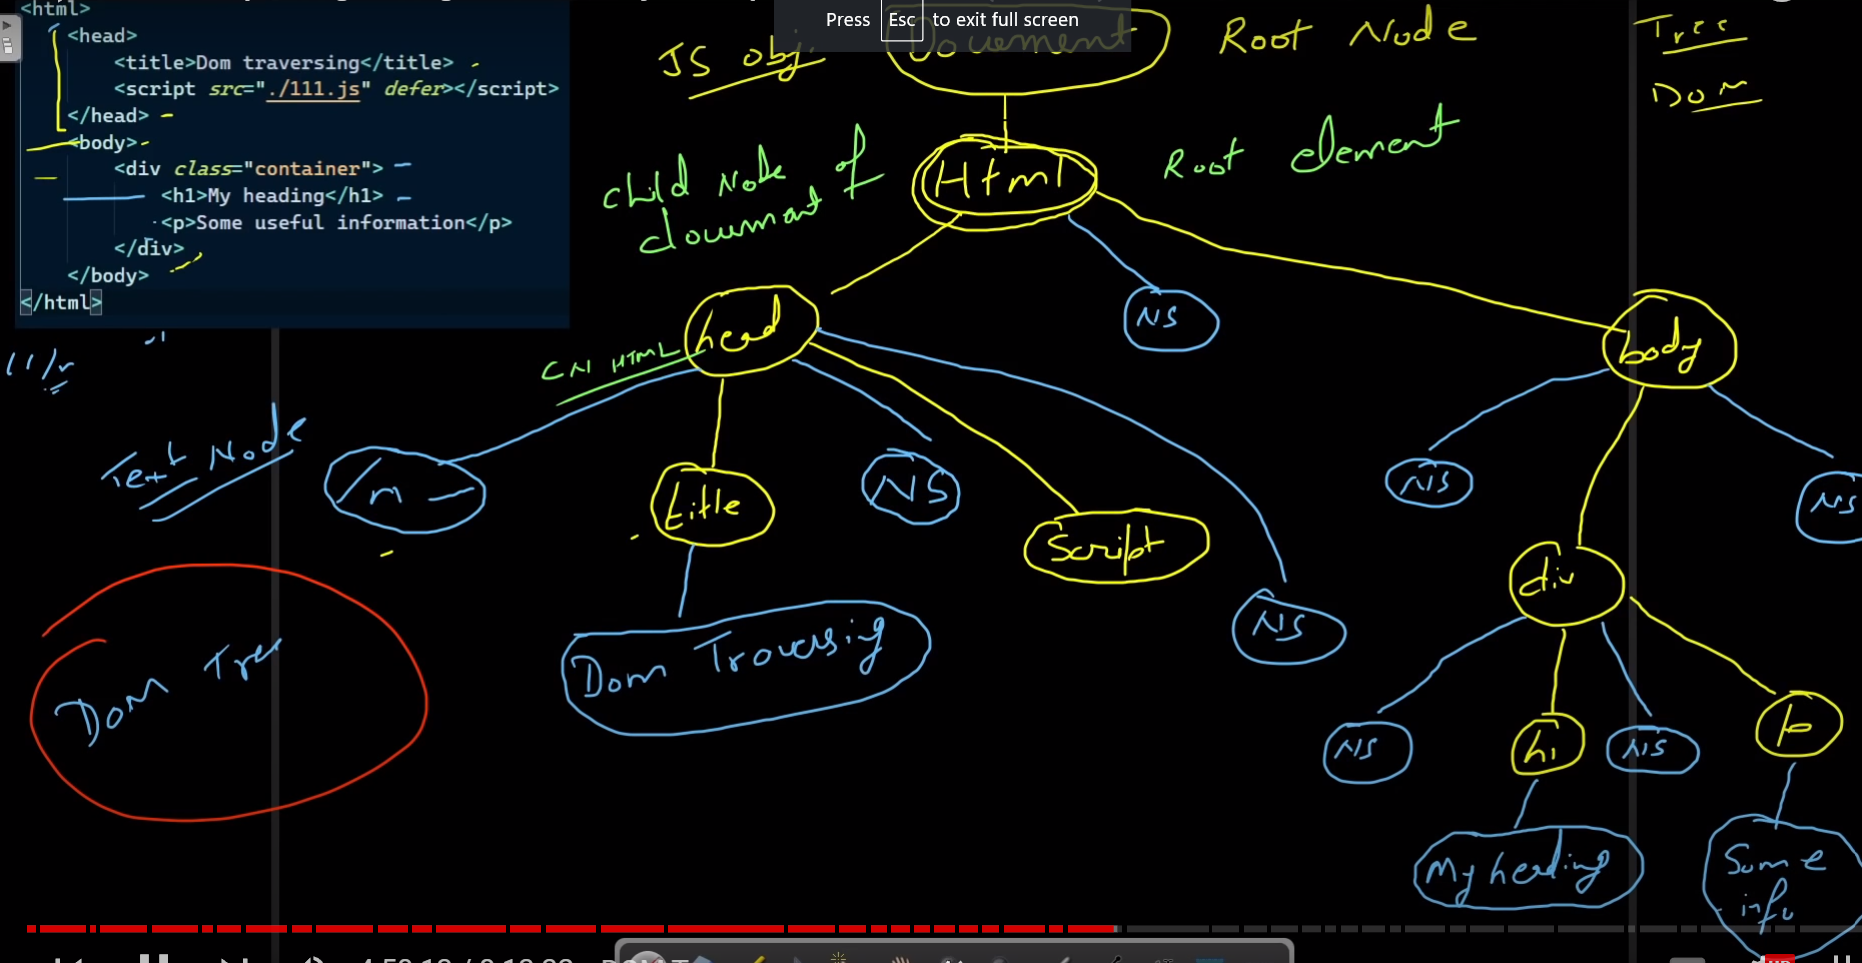 <html>
<head>
<title>Dom traversing</title>
<script src="./111.js" defer></script>
</head>
<body>
<div class="container">
<h1>My heading</h1>
<p>Some useful information</p>
</div>
</body>
</html>
Press Esc to exit full screen
JS obj.
Document
Root Node
Tree
DOM
Html
Root element
Child Node of
document
head
CN HTML
NS
body
Text Node
/n
title
NS
Script
NS
NS
NS
Dom Tree
Dom Traversing
div
NS
h1
NS
p
My heading
Some
info